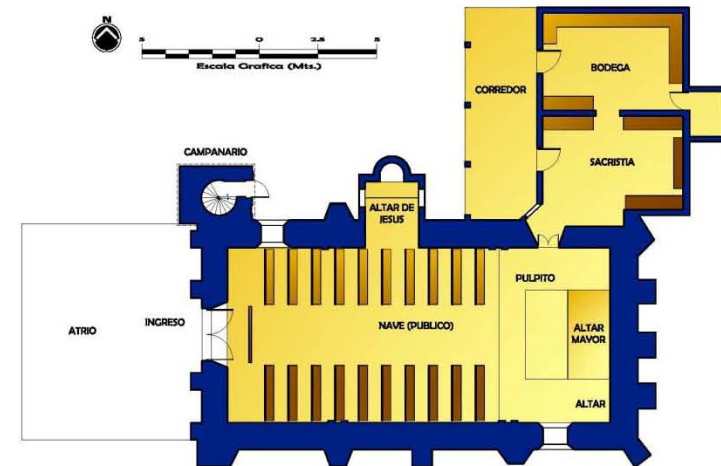 N
5 0 2.5 5
Escala Grafica (Mts.)
CORREDOR
BODEGA
SACRISTIA
CAMPANARIO
ALTAR DE
JESUS
PULPITO
ATRIO
INGRESO
NAVE (PUBLICO)
ALTAR
MAYOR
ALTAR